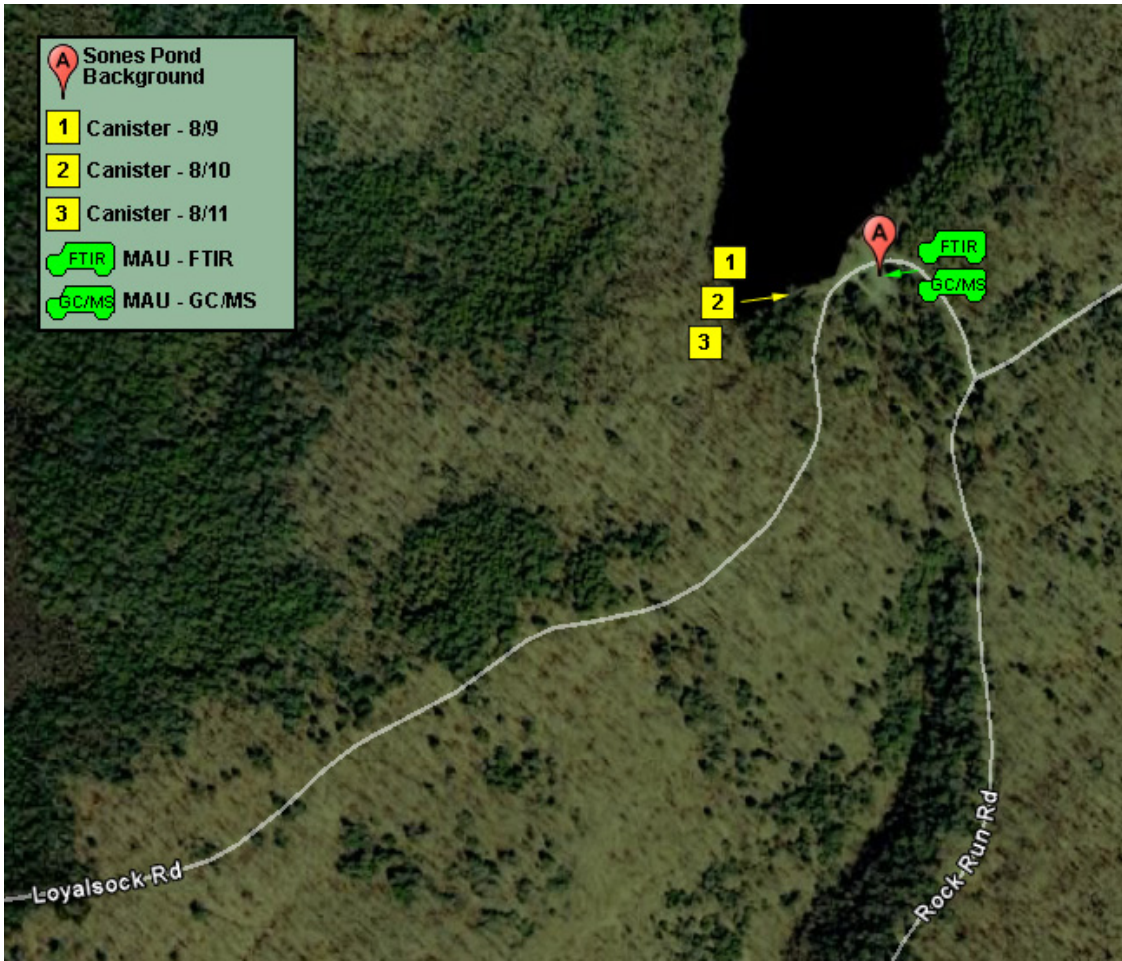 A Sones Pond
Background
1 Canister - 8/9
2 Canister - 8/10
3 Canister - 8/11
FTIR MAU - FTIR
GC/MS MAU - GC/MS
A
FTIR
1
GC/MS
2
3
Loyalsock Rd
Rock Run Rd